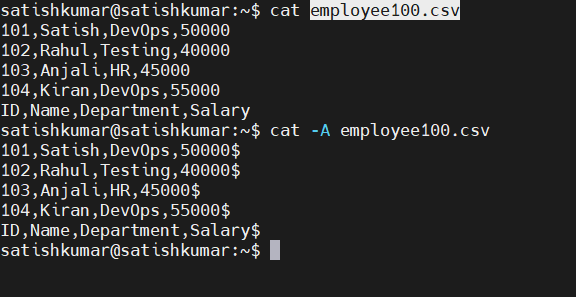 satishkumar@satishkumar:~$ cat employee100.csv
101,Satish,DevOps,50000
102,Rahul,Testing,40000
103,Anjali,HR,45000
104,Kiran,DevOps,55000
ID,Name,Department,Salary
satishkumar@satishkumar:~$ cat -A employee100.csv
101,Satish,DevOps,50000$
102,Rahul,Testing,40000$
103,Anjali,HR,45000$
104,Kiran,DevOps,55000$
ID,Name,Department,Salary$
satishkumar@satishkumar:~$